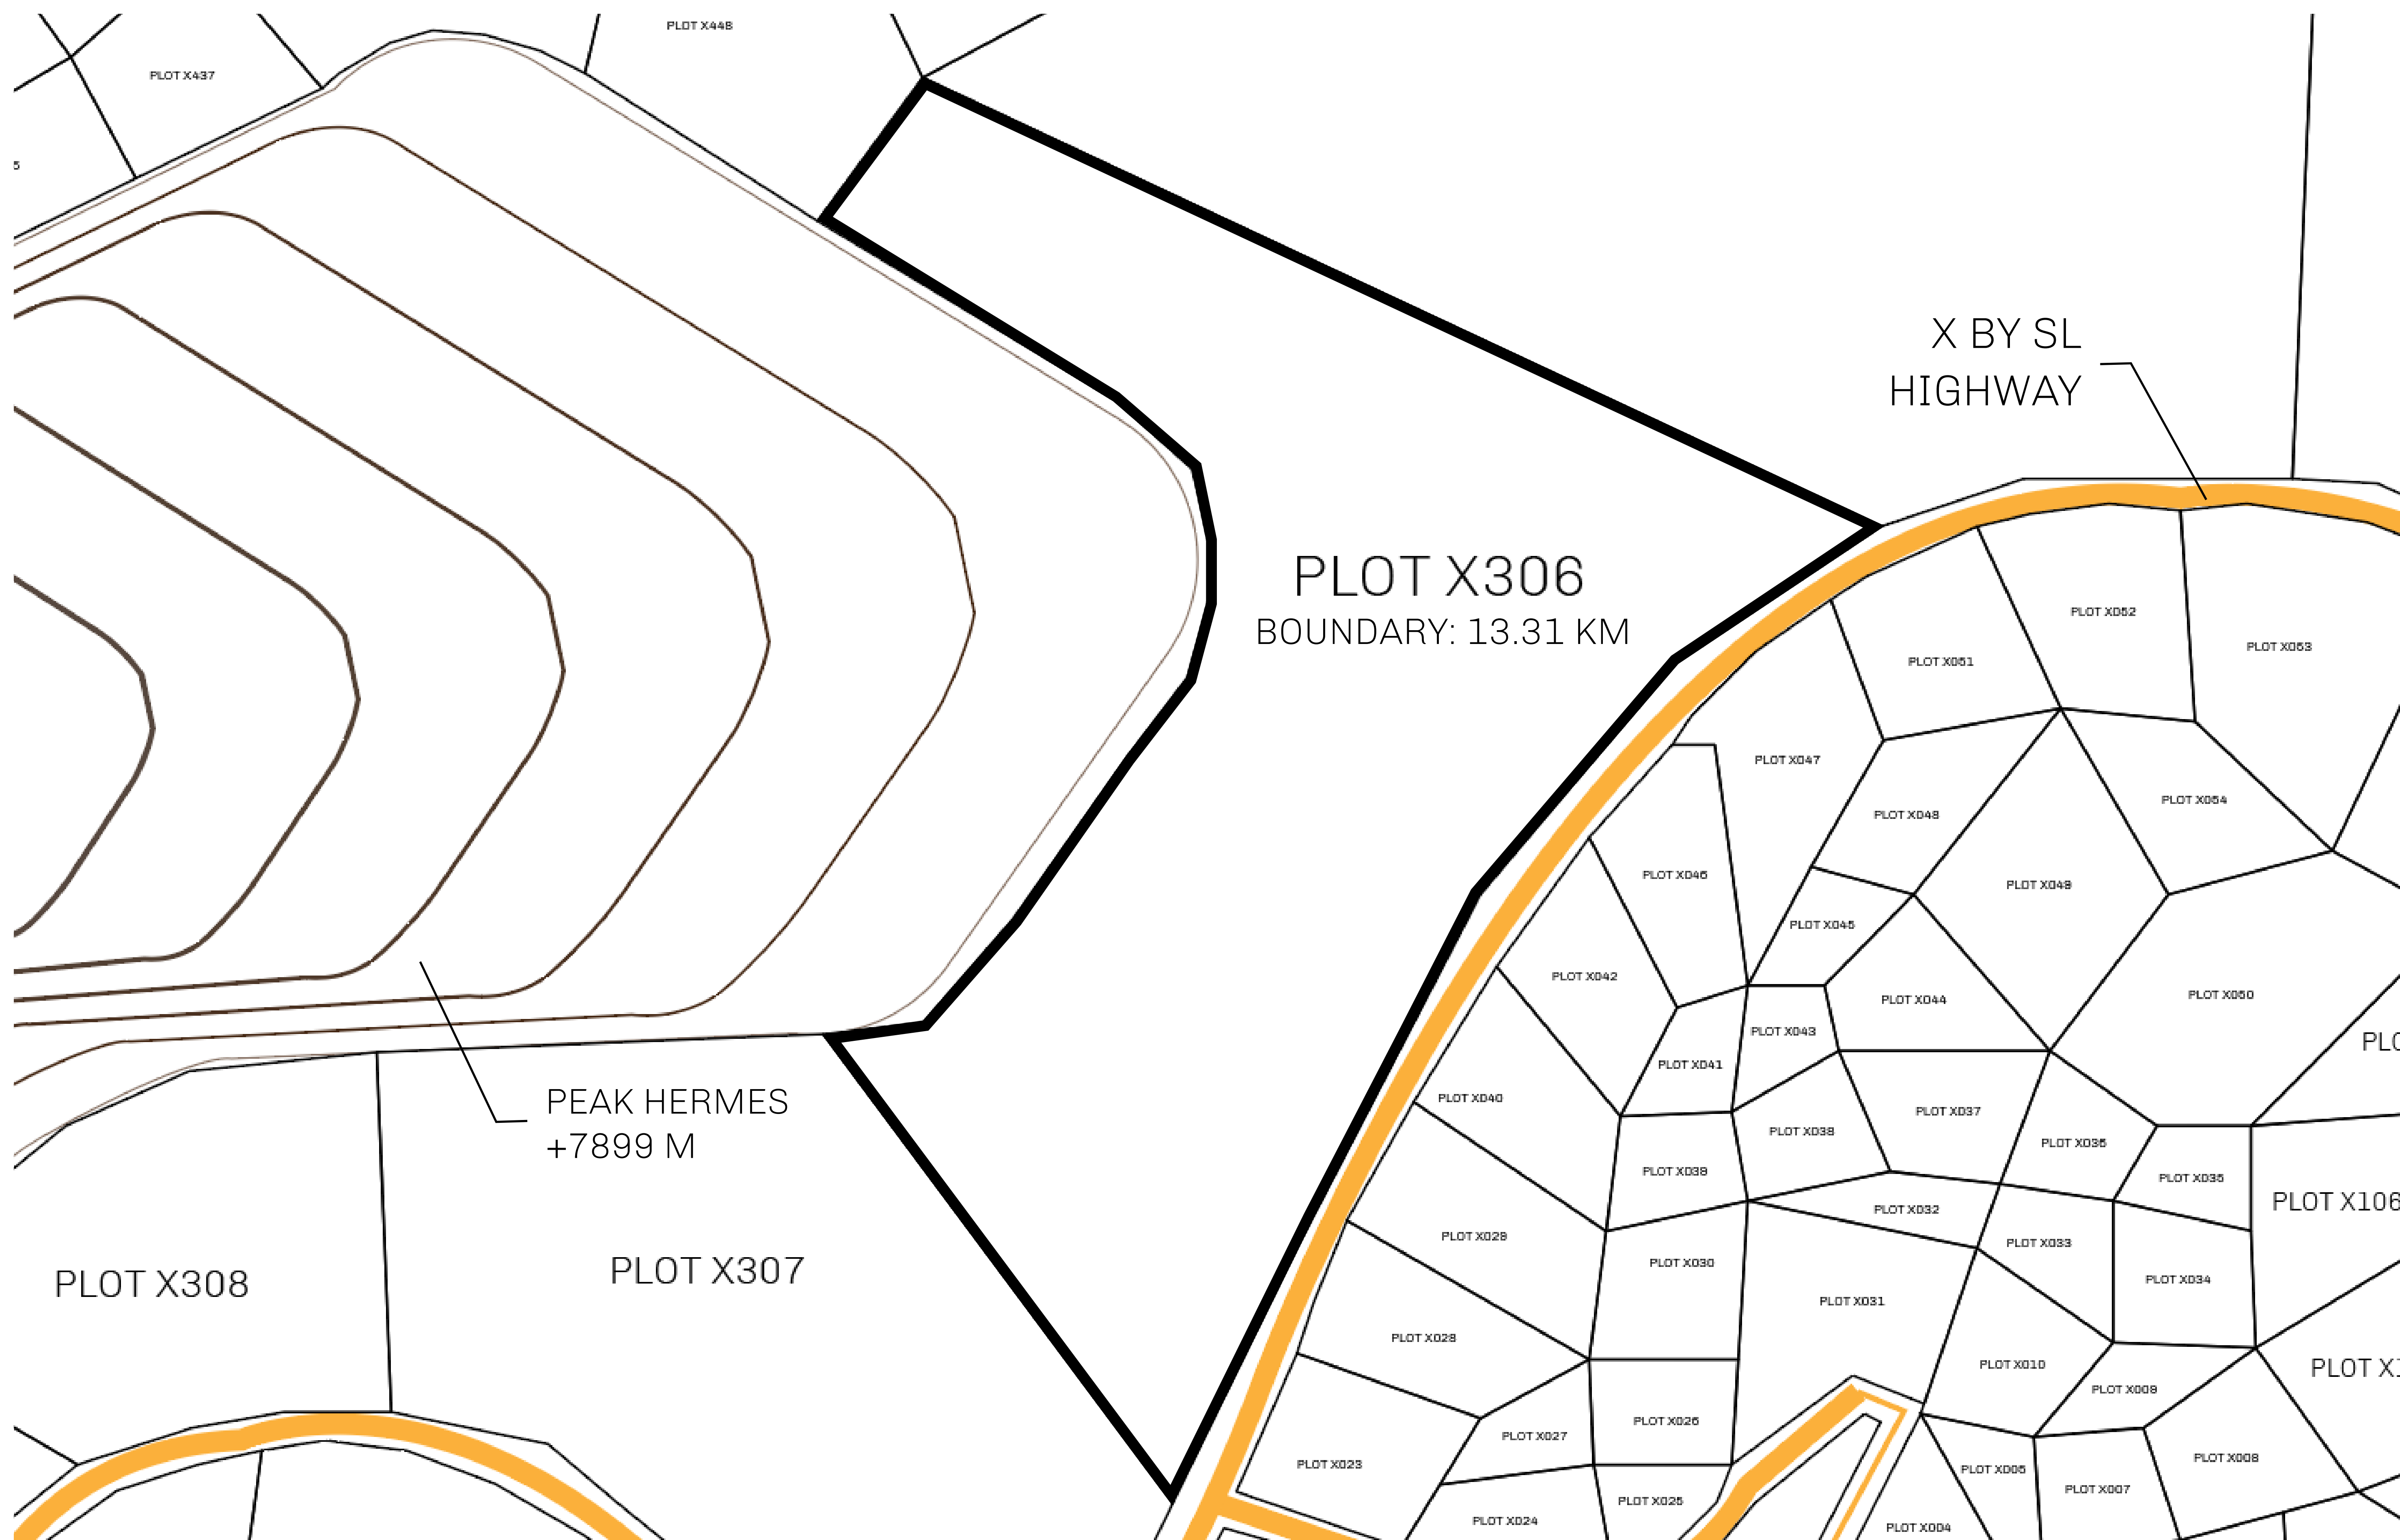 PLOT X448
PLOT X437
5
X BY SL
HIGHWAY
PLOT X306
BOUNDARY: 13.31 KM
PLOT X052
PLOT X053
PLOT X051
PLOT X047
PLOT X054
PLOT X048
PLOT X046
PLOT X049
PLOT X045
PLOT X042
PLOT X050
PLOT X044
PLOT X043
PLO
PLOT X041
PLOT X040
PEAK HERMES
+7899 M
PLOT X037
PLOT X038
PLOT X036
PLOT X039
PLOT X035
PLOT X106
PLOT X032
PLOT X029
PLOT X033
PLOT X030
PLOT X307
PLOT X308
PLOT X034
PLOT X031
PLOT X028
PLOT X010
PLOT X1
PLOT X009
PLOT X026
PLOT X027
PLOT X008
PLOT X023
PLOT X005
PLOT X007
PLOT X025
PLOT X024
PLOT X004